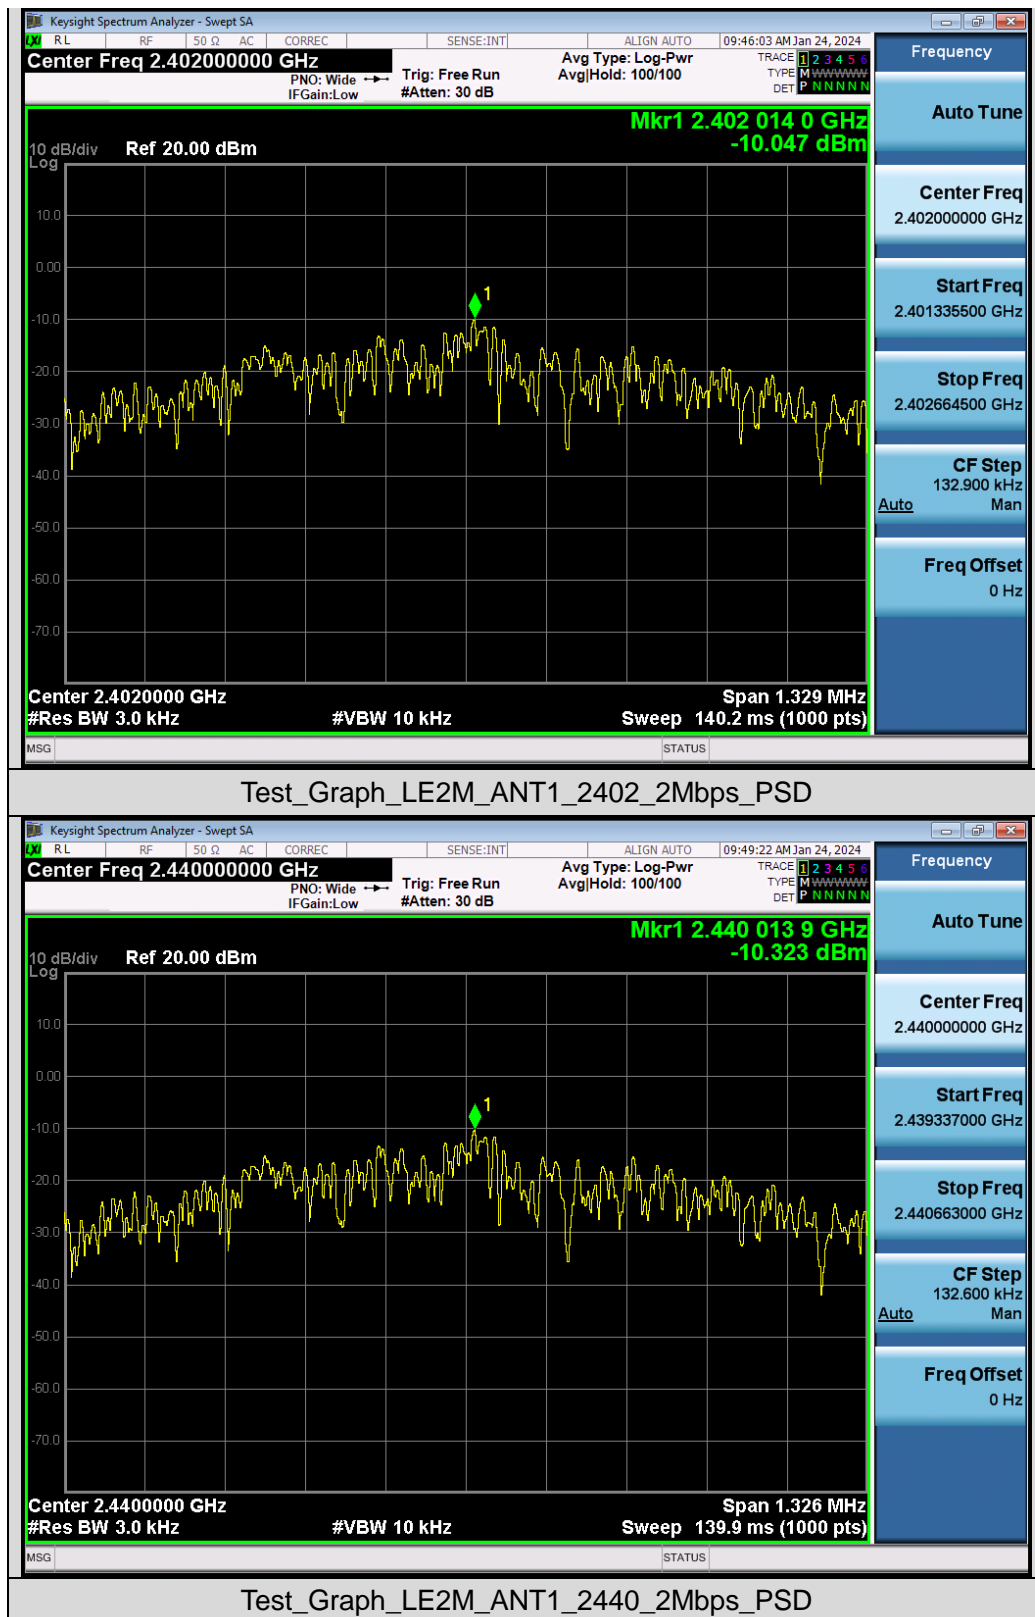 Keysight Spectrum Analyzer - Swept SA
LXI RL RF 50 Ω AC CORREC SENSE:INT ALIGN AUTO 09:46:03 AM Jan 24, 2024
Center Freq 2.402000000 GHz
PNO: Wide
IFGain:Low
Trig: Free Run
#Atten: 30 dB
Avg Type: Log-Pwr
Avg|Hold: 100/100
TRACE 1 2 3 4 5 6
TYPE M WWWWW
DET P N N N N N
Mkr1 2.402 014 0 GHz
-10.047 dBm
10 dB/div Ref 20.00 dBm
Log
10.0
0.00
-10.0
-20.0
-30.0
-40.0
-50.0
-60.0
-70.0
1
Center 2.4020000 GHz Span 1.329 MHz
#Res BW 3.0 kHz #VBW 10 kHz Sweep 140.2 ms (1000 pts)
MSG STATUS
Frequency
Auto Tune
Center Freq
2.402000000 GHz
Start Freq
2.401335500 GHz
Stop Freq
2.402664500 GHz
CF Step
132.900 kHz
Auto Man
Freq Offset
0 Hz
Test_Graph_LE2M_ANT1_2402_2Mbps_PSD
Keysight Spectrum Analyzer - Swept SA
LXI RL RF 50 Ω AC CORREC SENSE:INT ALIGN AUTO 09:49:22 AM Jan 24, 2024
Center Freq 2.440000000 GHz
PNO: Wide
IFGain:Low
Trig: Free Run
#Atten: 30 dB
Avg Type: Log-Pwr
Avg|Hold: 100/100
TRACE 1 2 3 4 5 6
TYPE M WWWWW
DET P N N N N N
Mkr1 2.440 013 9 GHz
-10.323 dBm
10 dB/div Ref 20.00 dBm
Log
10.0
0.00
-10.0
-20.0
-30.0
-40.0
-50.0
-60.0
-70.0
1
Center 2.4400000 GHz Span 1.326 MHz
#Res BW 3.0 kHz #VBW 10 kHz Sweep 139.9 ms (1000 pts)
MSG STATUS
Frequency
Auto Tune
Center Freq
2.440000000 GHz
Start Freq
2.439337000 GHz
Stop Freq
2.440663000 GHz
CF Step
132.600 kHz
Auto Man
Freq Offset
0 Hz
Test_Graph_LE2M_ANT1_2440_2Mbps_PSD